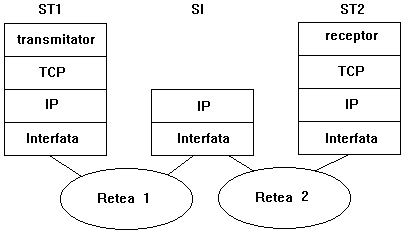 ST1
SI
ST2
transmitator
TCP
IP
Interfata
IP
Interfata
receptor
TCP
IP
Interfata
Retea 1
Retea 2